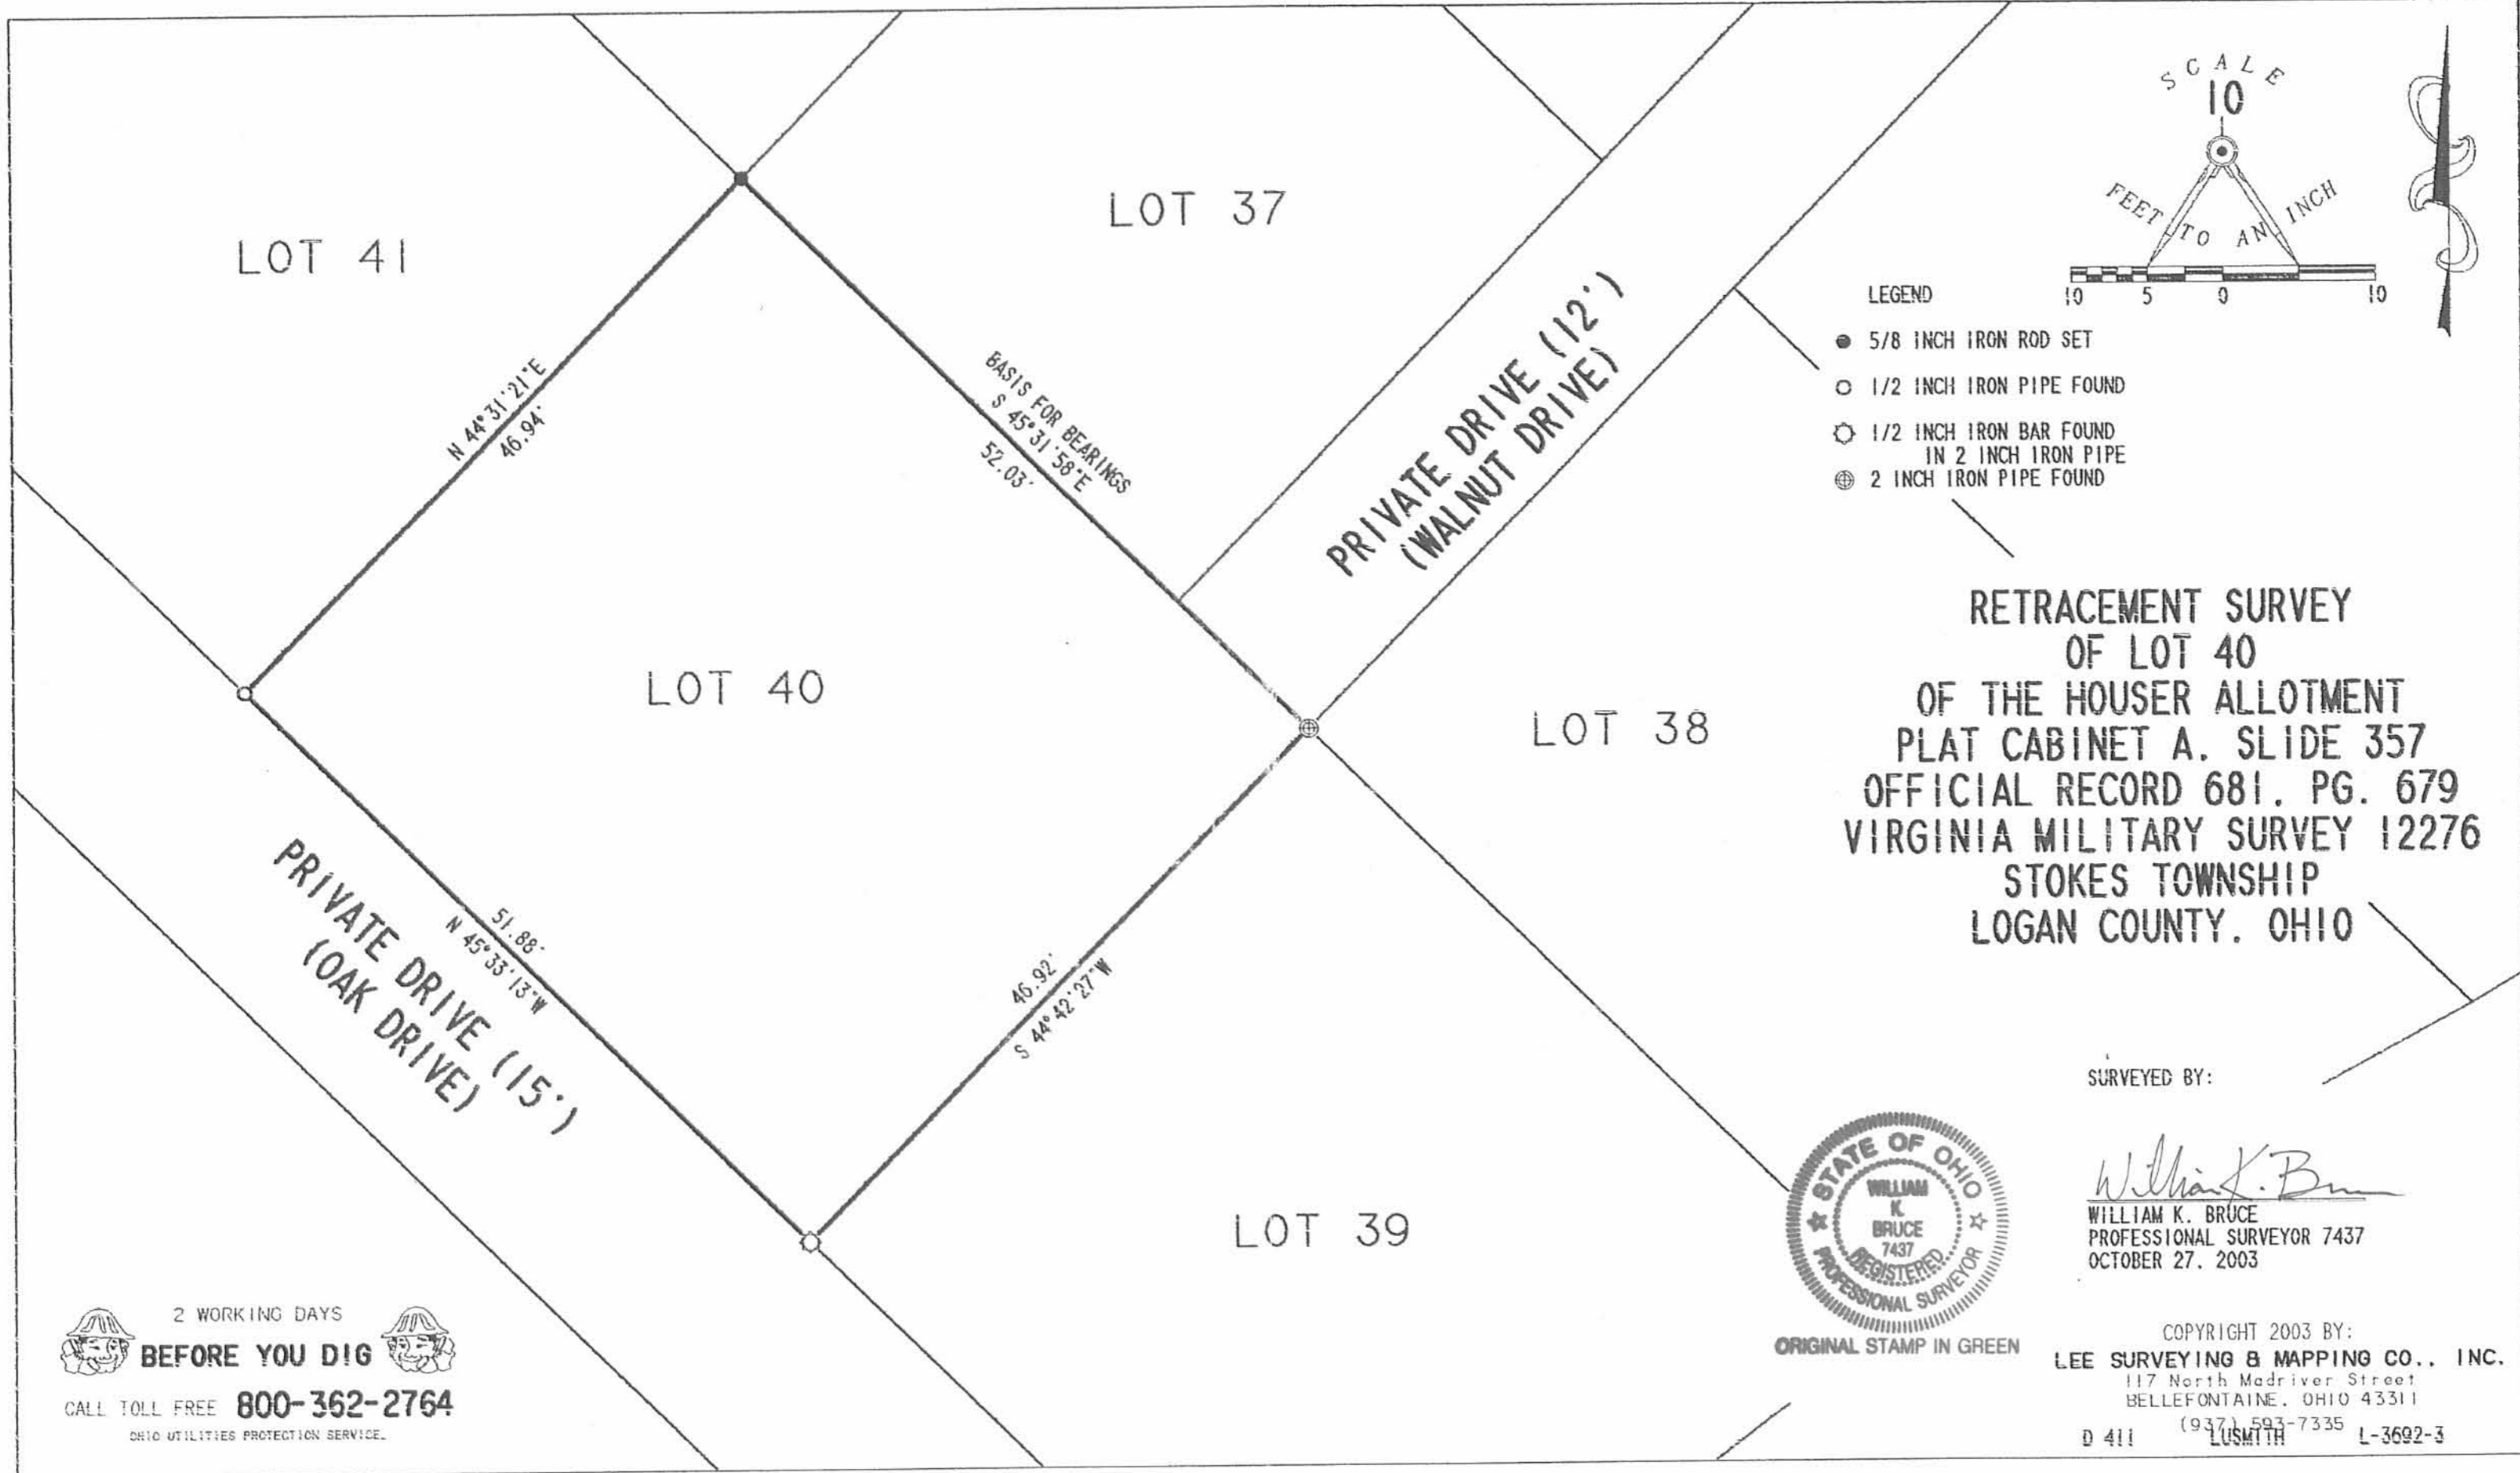 LOT 41
LOT 37
LOT 40
LOT 38
LOT 39
N 44°31'21"E
46.94'
BASIS FOR BEARINGS
S 45°31'58"E
52.03'
51.88'
N 45°33'13"W
46.92'
S 44°42'27"W
PRIVATE DRIVE (12')
(WALNUT DRIVE)
PRIVATE DRIVE (15')
(OAK DRIVE)
SCALE
10
FEET TO AN INCH
10 5 0 10
LEGEND
5/8 INCH IRON ROD SET
1/2 INCH IRON PIPE FOUND
1/2 INCH IRON BAR FOUND
IN 2 INCH IRON PIPE
2 INCH IRON PIPE FOUND
RETRACEMENT SURVEY
OF LOT 40
OF THE HOUSER ALLOTMENT
PLAT CABINET A. SLIDE 357
OFFICIAL RECORD 681. PG. 679
VIRGINIA MILITARY SURVEY 12276
STOKES TOWNSHIP
LOGAN COUNTY. OHIO
SURVEYED BY:
William K. Bruce
WILLIAM K. BRUCE
PROFESSIONAL SURVEYOR 7437
OCTOBER 27. 2003
STATE OF OHIO
WILLIAM
K.
BRUCE
7437
REGISTERED
PROFESSIONAL SURVEYOR
ORIGINAL STAMP IN GREEN
COPYRIGHT 2003 BY:
LEE SURVEYING & MAPPING CO.. INC.
117 North Madriver Street
BELLEFONTAINE. OHIO 43311
(937) 593-7335
D 411 LUSMITH L-3692-3
2 WORKING DAYS
BEFORE YOU DIG
CALL TOLL FREE 800-362-2764
OHIO UTILITIES PROTECTION SERVICE.